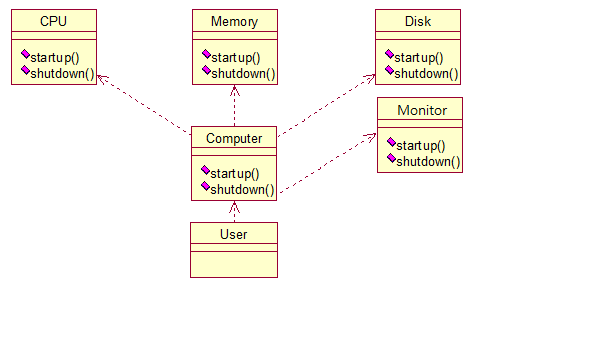 CPU
startup()
shutdown()
Memory
startup()
shutdown()
Disk
startup()
shutdown()
Monitor
startup()
shutdown()
Computer
startup()
shutdown()
User